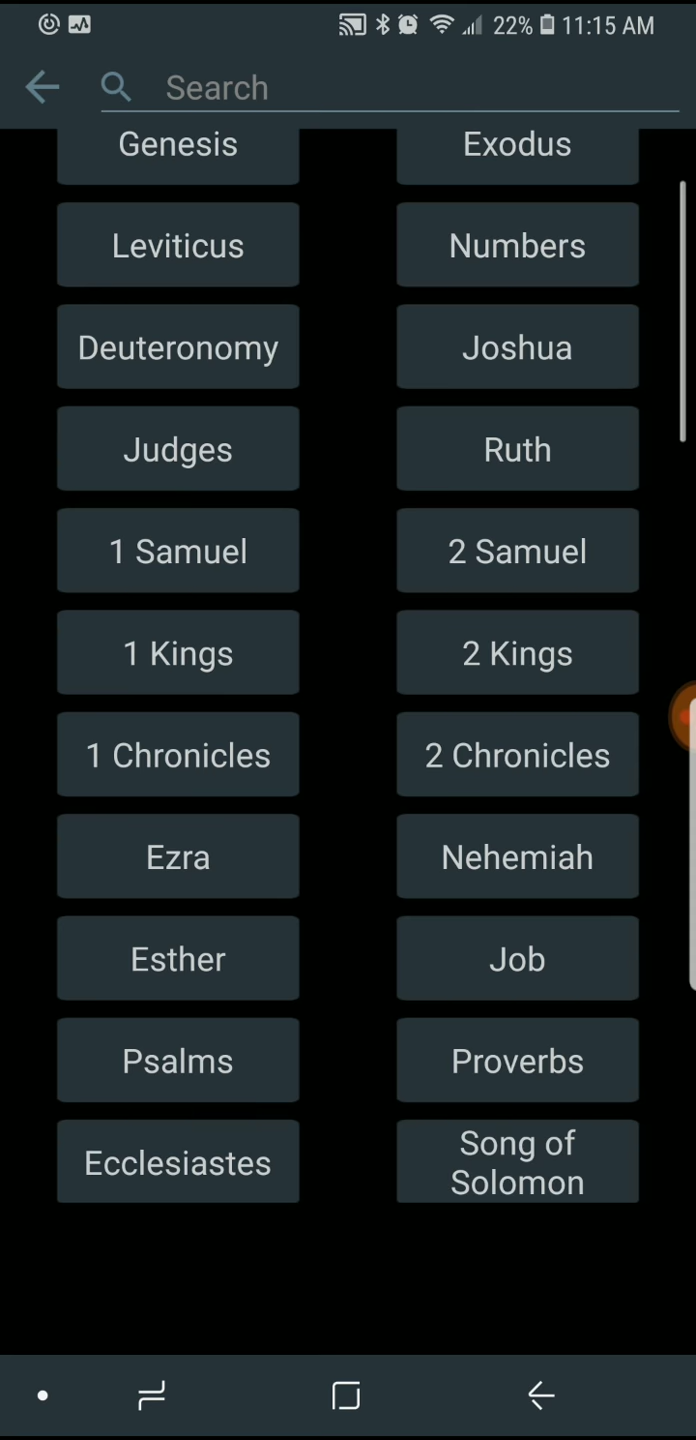 22% 11:15 AM
Search
Genesis
Exodus
Leviticus
Numbers
Deuteronomy
Joshua
Judges
Ruth
1 Samuel
2 Samuel
1 Kings
2 Kings
1 Chronicles
2 Chronicles
Ezra
Nehemiah
Esther
Job
Psalms
Proverbs
Ecclesiastes
Song of
Solomon